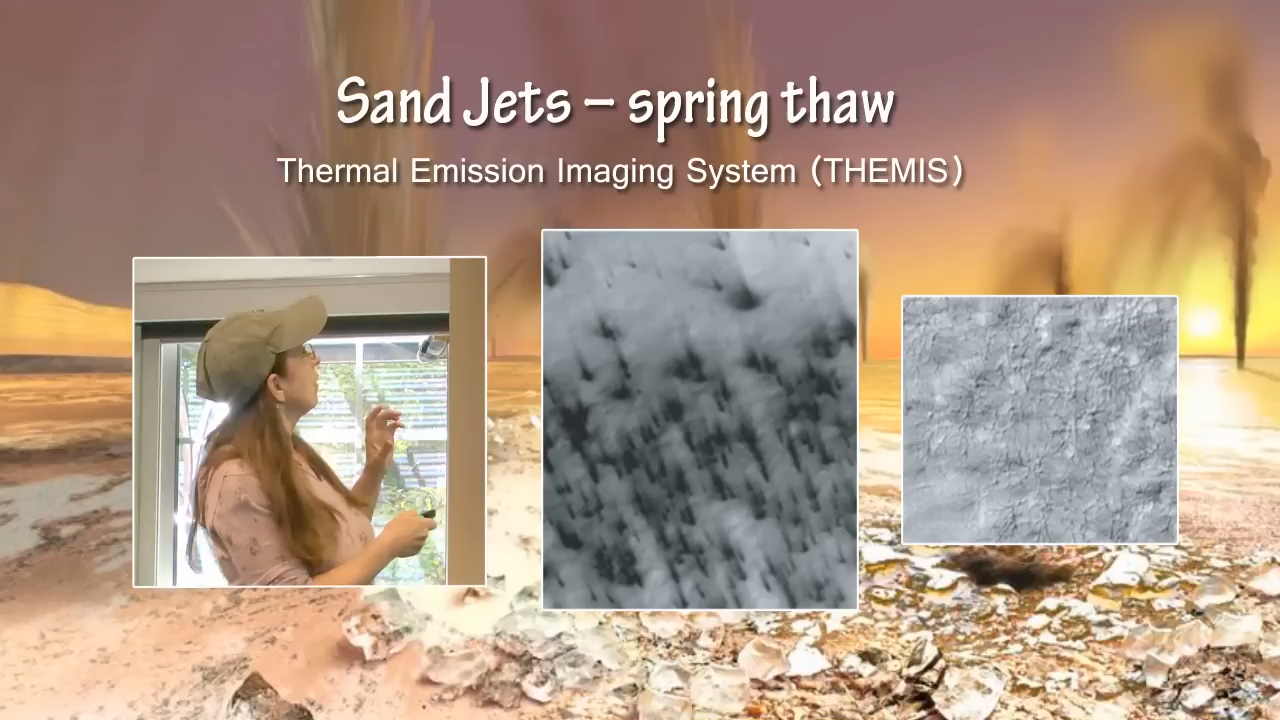 Sand Jets – spring thaw
Thermal Emission Imaging System (THEMIS)